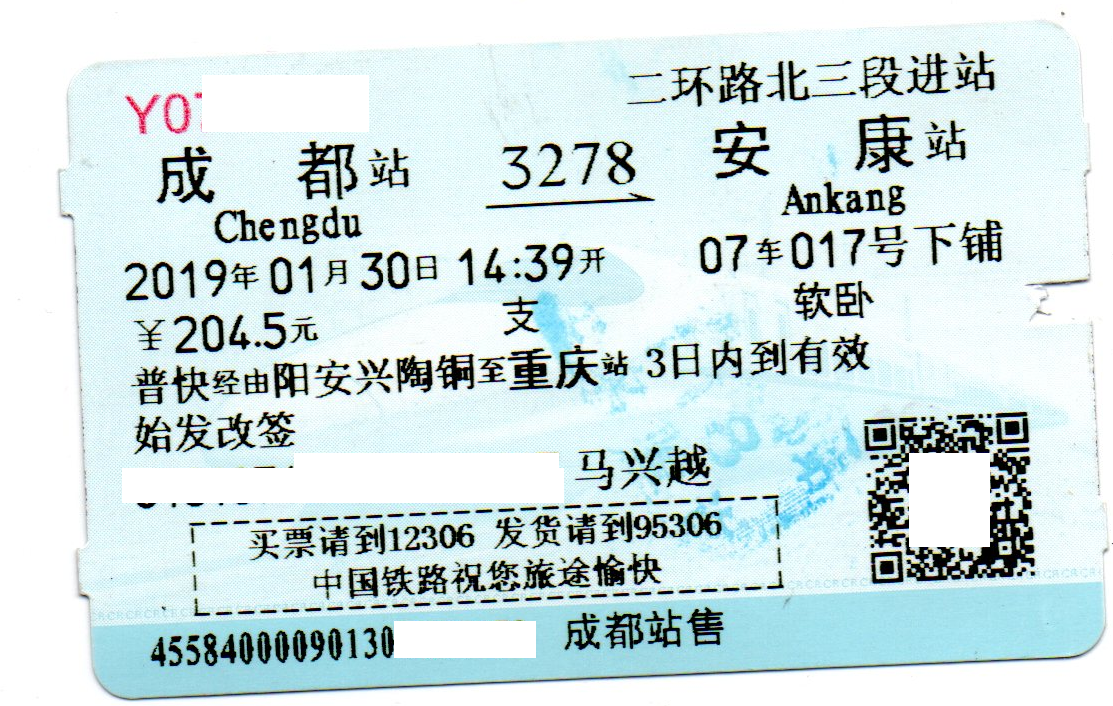 Y0
二环路北三段进站
成都站 3278 安康站
Chengdu Ankang
2019年01月30日 14:39开 07车017号下铺
¥204.5元 支 软卧
普快经由阳安兴陶铜至重庆站 3日内到有效
始发改签
马兴越
买票请到12306 发货请到95306
中国铁路祝您旅途愉快
45584000090130 成都站售